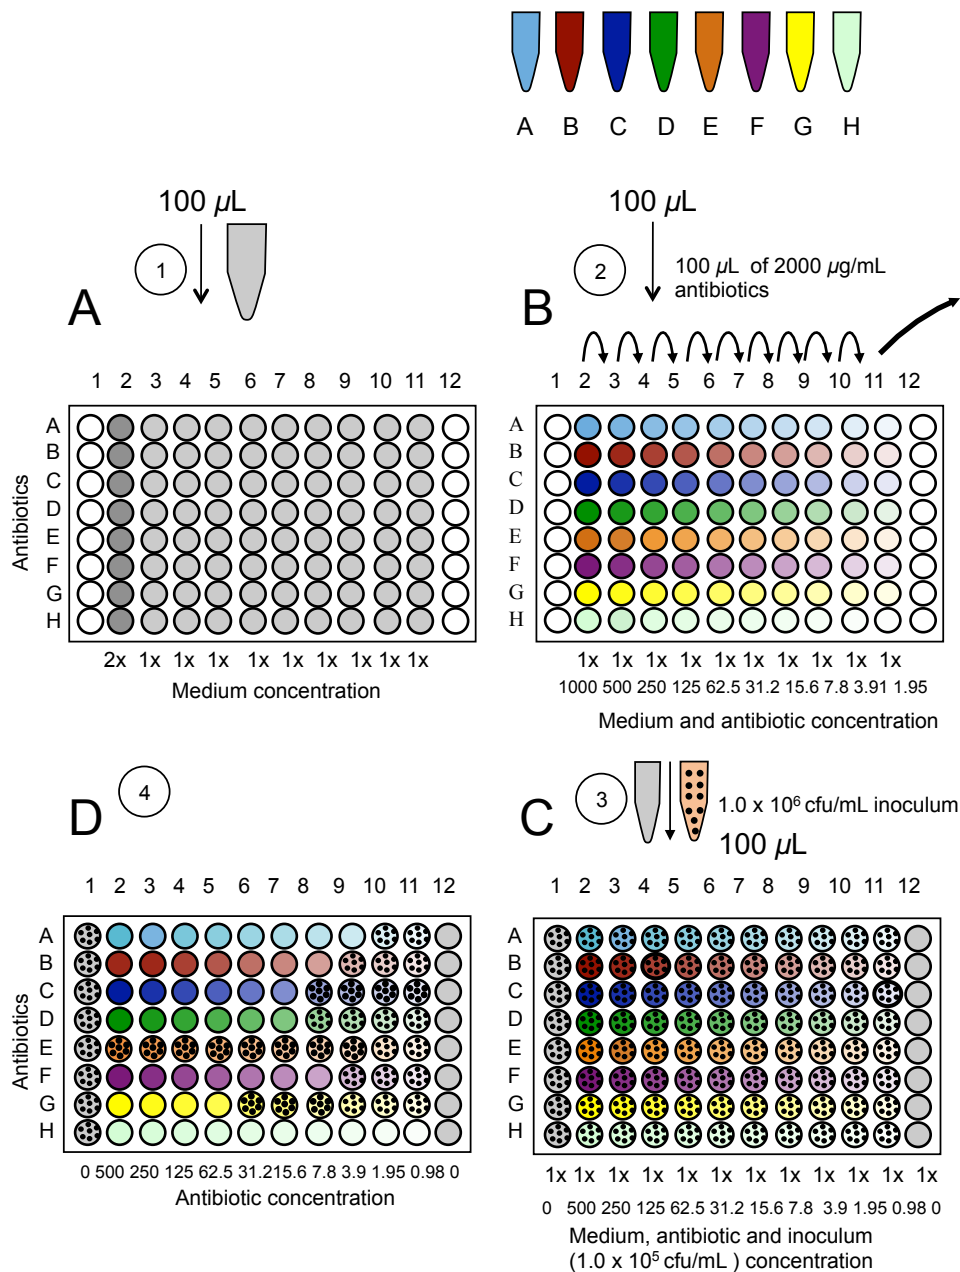 A B C D E F G H
100 µL
1
A
1 2 3 4 5 6 7 8 9 10 11 12
Antibiotics
A
B
C
D
E
F
G
H
2x 1x 1x 1x 1x 1x 1x 1x 1x 1x
Medium concentration
100 µL
2
100 µL of 2000 µg/mL
antibiotics
B
1 2 3 4 5 6 7 8 9 10 11 12
A
B
C
D
E
F
G
H
1x 1x 1x 1x 1x 1x 1x 1x 1x 1x
1000 500 250 125 62.5 31.2 15.6 7.8 3.91 1.95
Medium and antibiotic concentration
D
4
1 2 3 4 5 6 7 8 9 10 11 12
Antibiotics
A
B
C
D
E
F
G
H
0 500 250 125 62.5 31.2 15.6 7.8 3.9 1.95 0.98 0
Antibiotic concentration
3
C
1.0 x 10⁶ cfu/mL inoculum
100 µL
1 2 3 4 5 6 7 8 9 10 11 12
A
B
C
D
E
F
G
H
1x 1x 1x 1x 1x 1x 1x 1x 1x 1x 1x 1x
0 500 250 125 62.5 31.2 15.6 7.8 3.9 1.95 0.98 0
Medium, antibiotic and inoculum
(1.0 x 10⁵ cfu/mL ) concentration